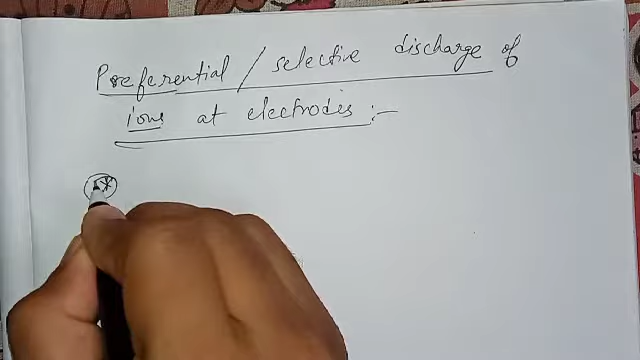 Preferential / selective discharge of
ions at electrodes :-